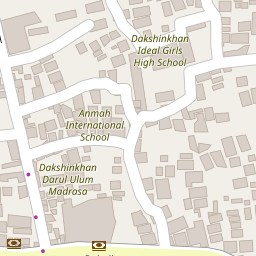 Dakshinkhan
Ideal Girls
High School
Anmah
International
School
Dakshinkhan
Darul Ulum
Madrasa